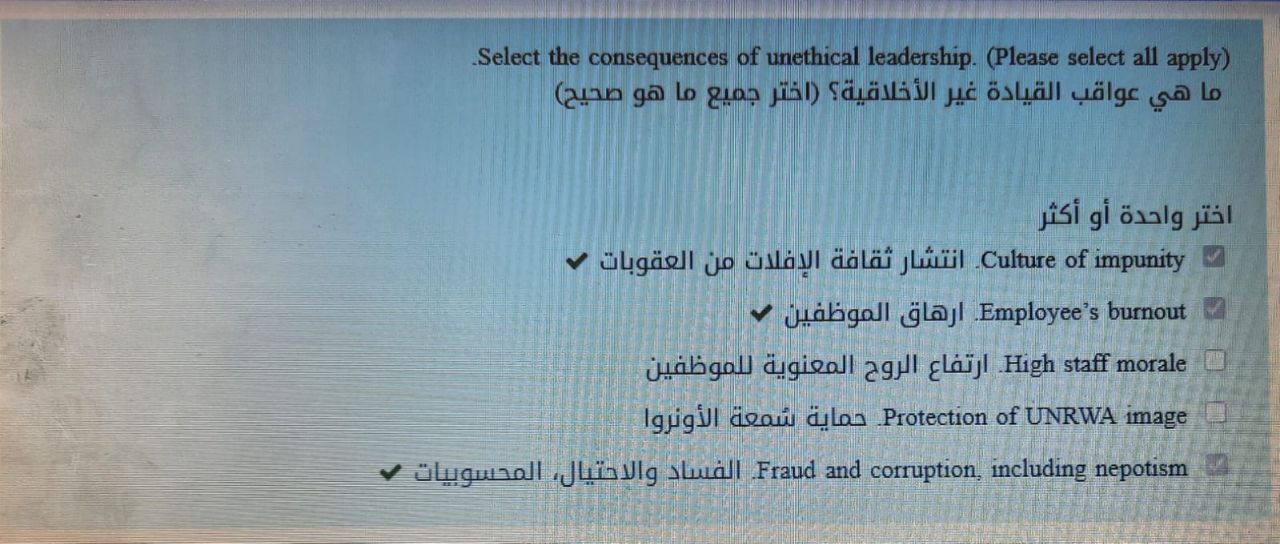 .Select the consequences of unethical leadership. (Please select all apply)
ما هي عواقب القيادة غير الأخلاقية؟ (اختر جميع ما هو صحيح)
اختر واحدة أو أكثر
Culture of impunity. انتشار ثقافة الإفلات من العقوبات
Employee’s burnout. ارهاق الموظفين
High staff morale. ارتفاع الروح المعنوية للموظفين
Protection of UNRWA image. حماية سُمعة الأونروا
Fraud and corruption, including nepotism. الفساد والاحتيال، المحسوبيات